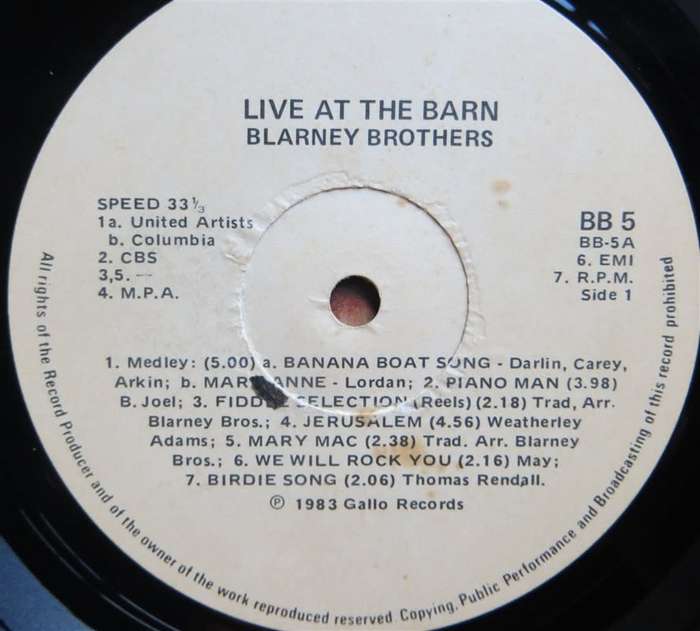 LIVE AT THE BARN
BLARNEY BROTHERS
SPEED 33⅓
1a. United Artists
b. Columbia
2. CBS
3,5. —
4. M.P.A.
BB 5
BB-5A
6. EMI
7. R.P.M.
Side 1
1. Medley: (5.00) a. BANANA BOAT SONG - Darlin, Carey,
Arkin; b. MARY ANNE - Lordan; 2. PIANO MAN (3.98)
B. Joel; 3. FIDDLE SELECTION (Reels) (2.18) Trad, Arr.
Blarney Bros.; 4. JERUSALEM (4.56) Weatherley
Adams; 5. MARY MAC (2.38) Trad. Arr. Blarney
Bros.; 6. WE WILL ROCK YOU (2.16) May;
7. BIRDIE SONG (2.06) Thomas Rendall.
℗ 1983 Gallo Records
All rights of the Record Producer and of the owner of the work reproduced reserved. Copying, Public Performance and Broadcasting of this record prohibited